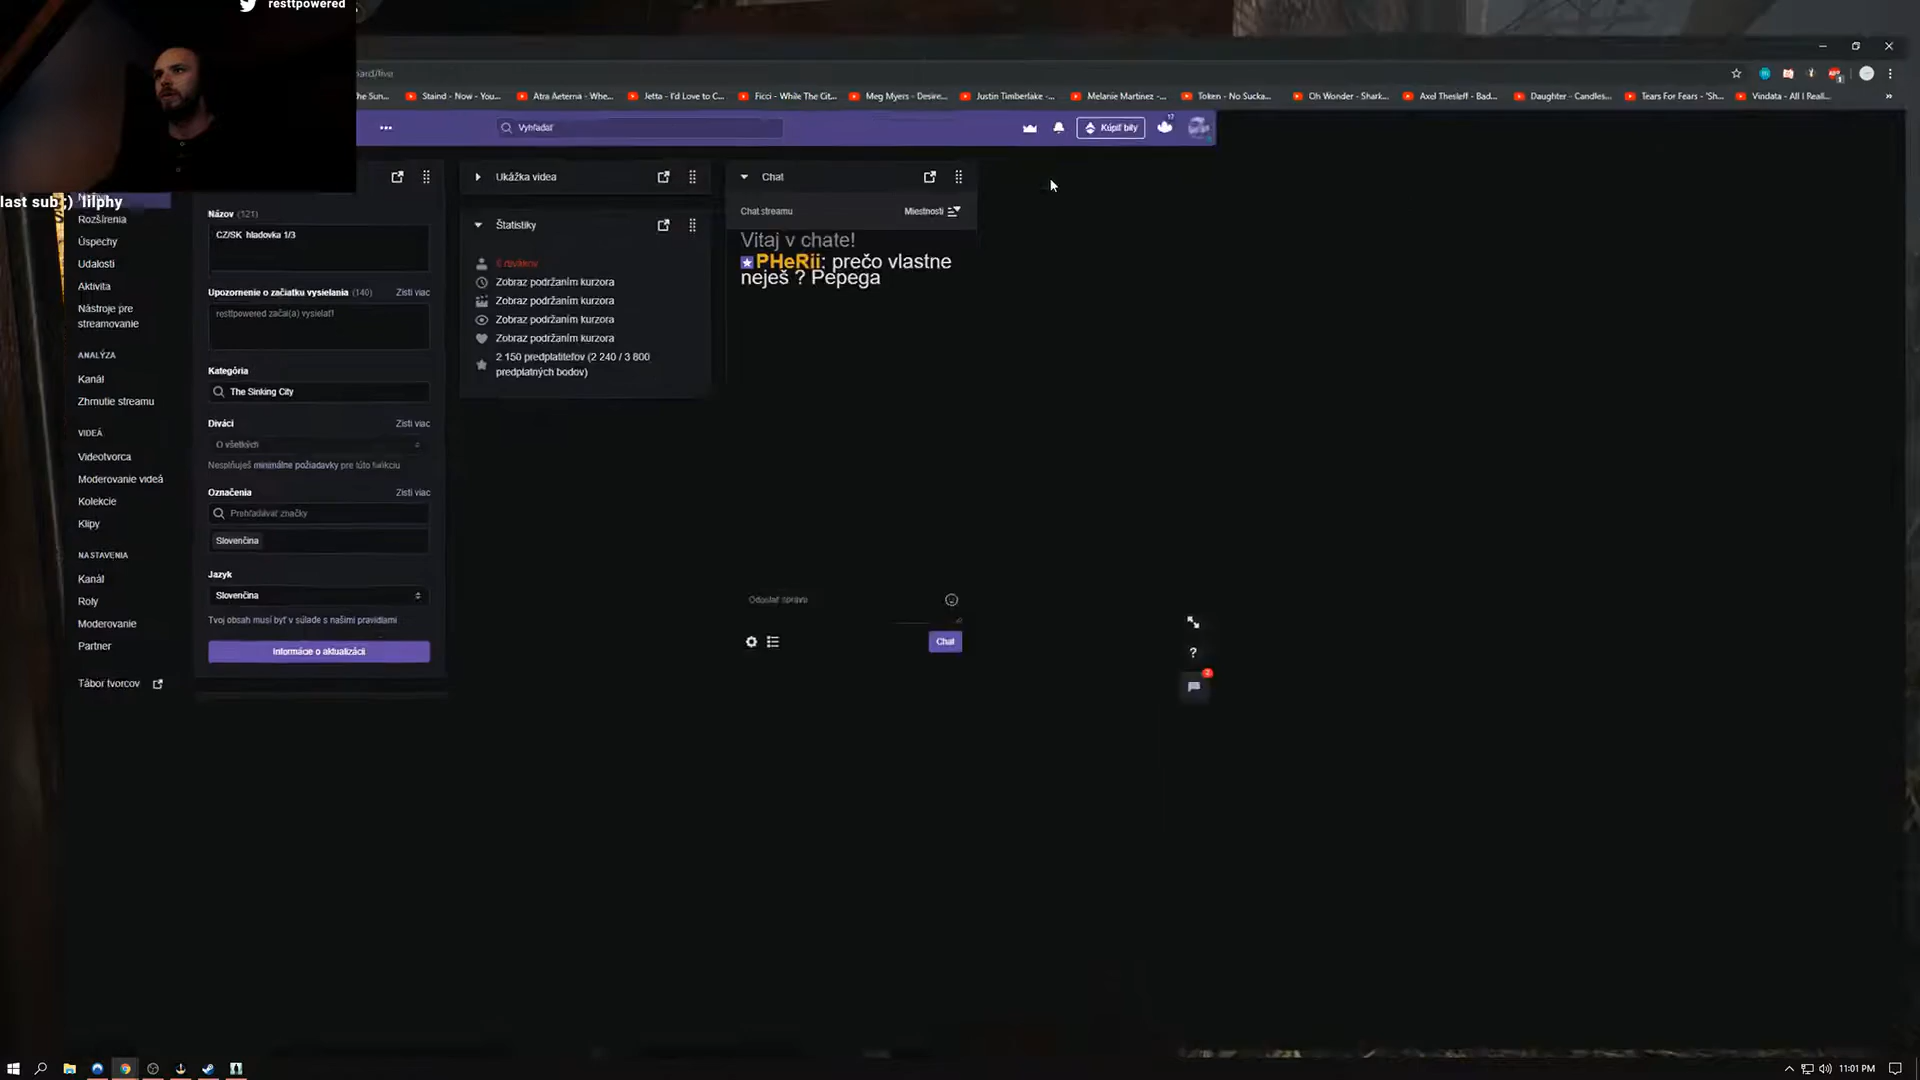 resttpowered
last sub ;) lilphy
Staind - Now - You...
Atra Aeterna - Whe...
Jetta - I'd Love to C...
Ficci - While The Cit...
Meg Myers - Desire...
Justin Timberlake -...
Melanie Martinez -...
Token - No Sucka...
Oh Wonder - Shark...
Axel Thesleff - Bad...
Daughter - Candles...
Tears For Fears - 'Sh...
Vindata - All I Reall...
»
Vyhľadať
Kúpiť bity
17
Rozšírenia
Úspechy
Udalosti
Aktivita
Nástroje pre
streamovanie
ANALÝZA
Kanál
Zhrnutie streamu
VIDEÁ
Videotvorca
Moderovanie videá
Kolekcie
Klipy
NASTAVENIA
Kanál
Roly
Moderovanie
Partner
Tábor tvorcov
Názov (121)
CZ/SK hladovka 1/3
Upozornenie o začiatku vysielania (140)
Zisti viac
resttpowered začal(a) vysielať!
Kategória
The Sinking City
Diváci
Zisti viac
O všetkých
Nespĺňuješ minimálne požiadavky pre túto funkciu
Označenia
Zisti viac
Prehľadávať značky
Slovenčina
Jazyk
Slovenčina
Tvoj obsah musí byť v súlade s našimi pravidlami
Informácie o aktualizácii
Ukážka videa
Štatistiky
Zobraz podržaním kurzora
Zobraz podržaním kurzora
Zobraz podržaním kurzora
Zobraz podržaním kurzora
2 150 predplatiteľov (2 240 / 3 800
predplatných bodov)
Chat
Chat streamu
Miestnosti
Vitaj v chate!
PHeRii: prečo vlastne
neješ ? Pepega
Odoslať správu
Chat
?
2
11:01 PM